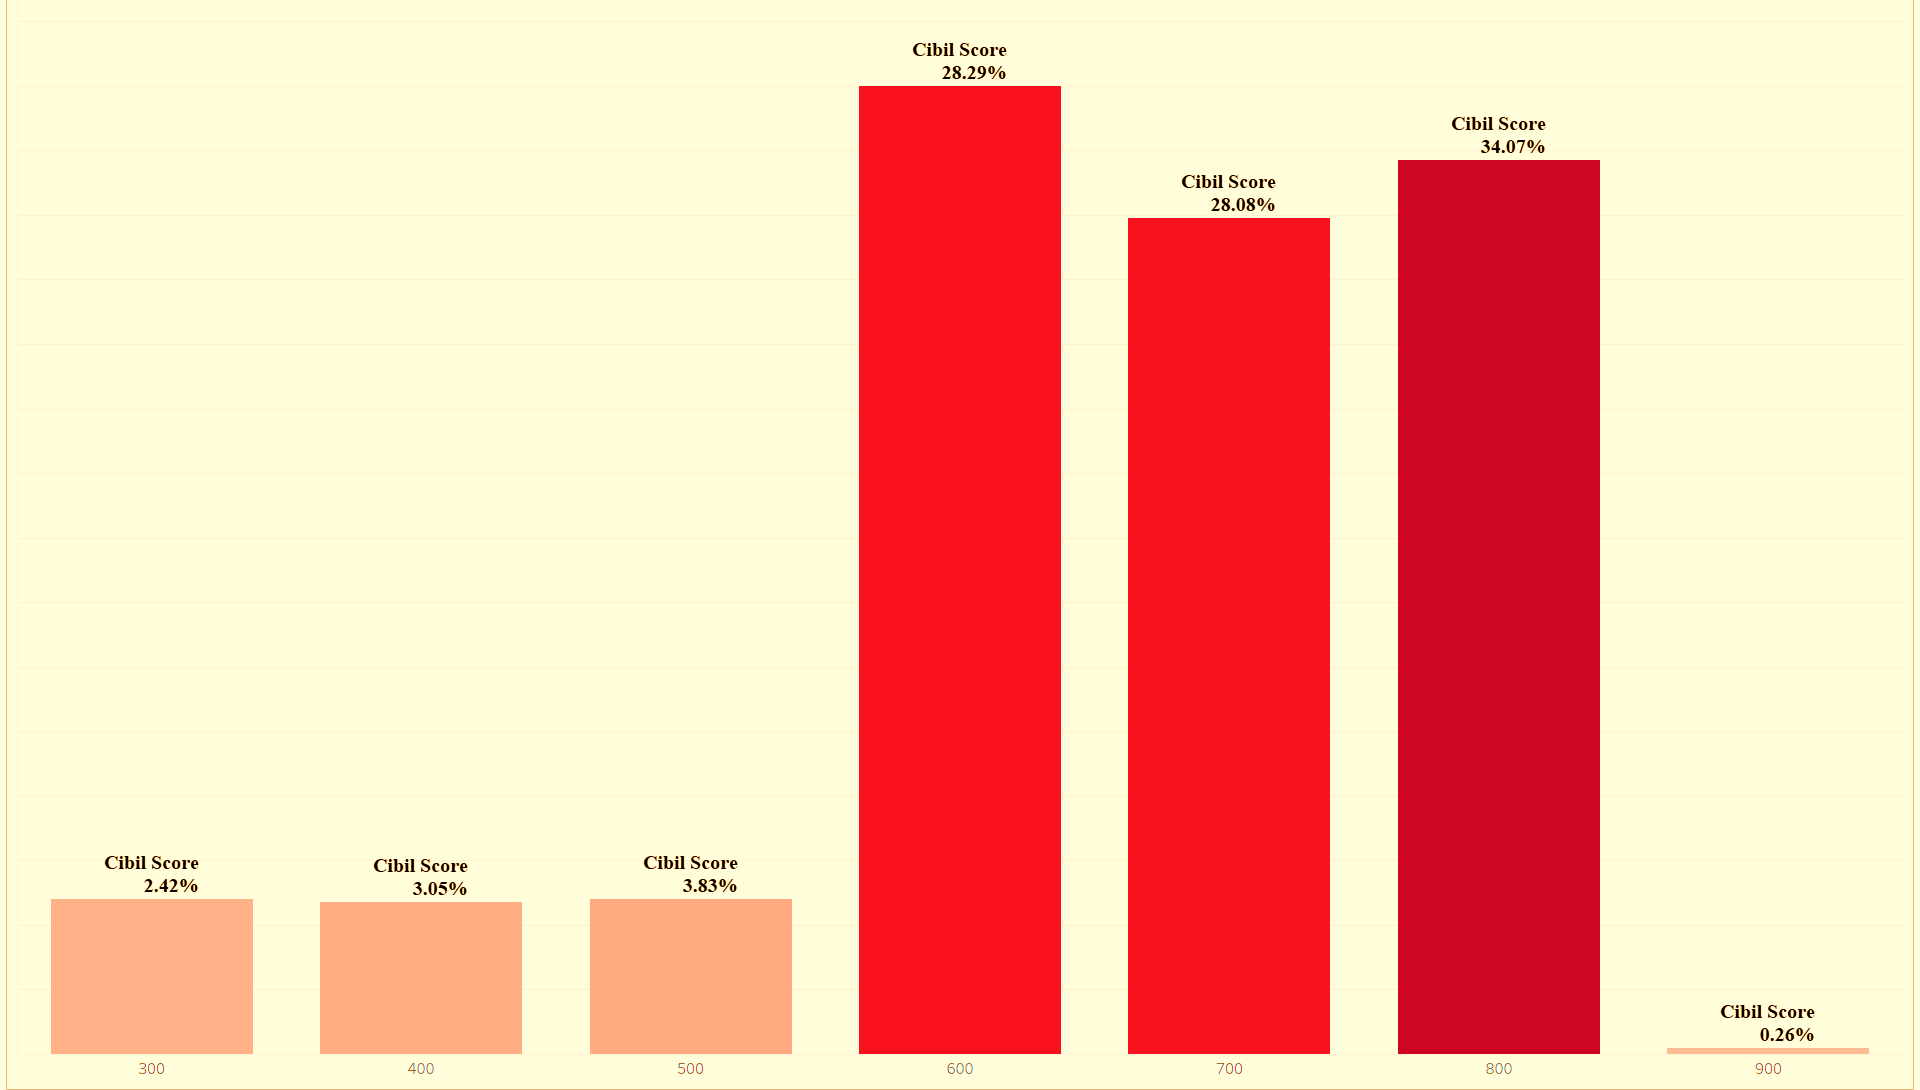 Cibil Score
28.29%
Cibil Score
34.07%
Cibil Score
28.08%
Cibil Score
2.42%
Cibil Score
3.05%
Cibil Score
3.83%
Cibil Score
0.26%
300
400
500
600
700
800
900